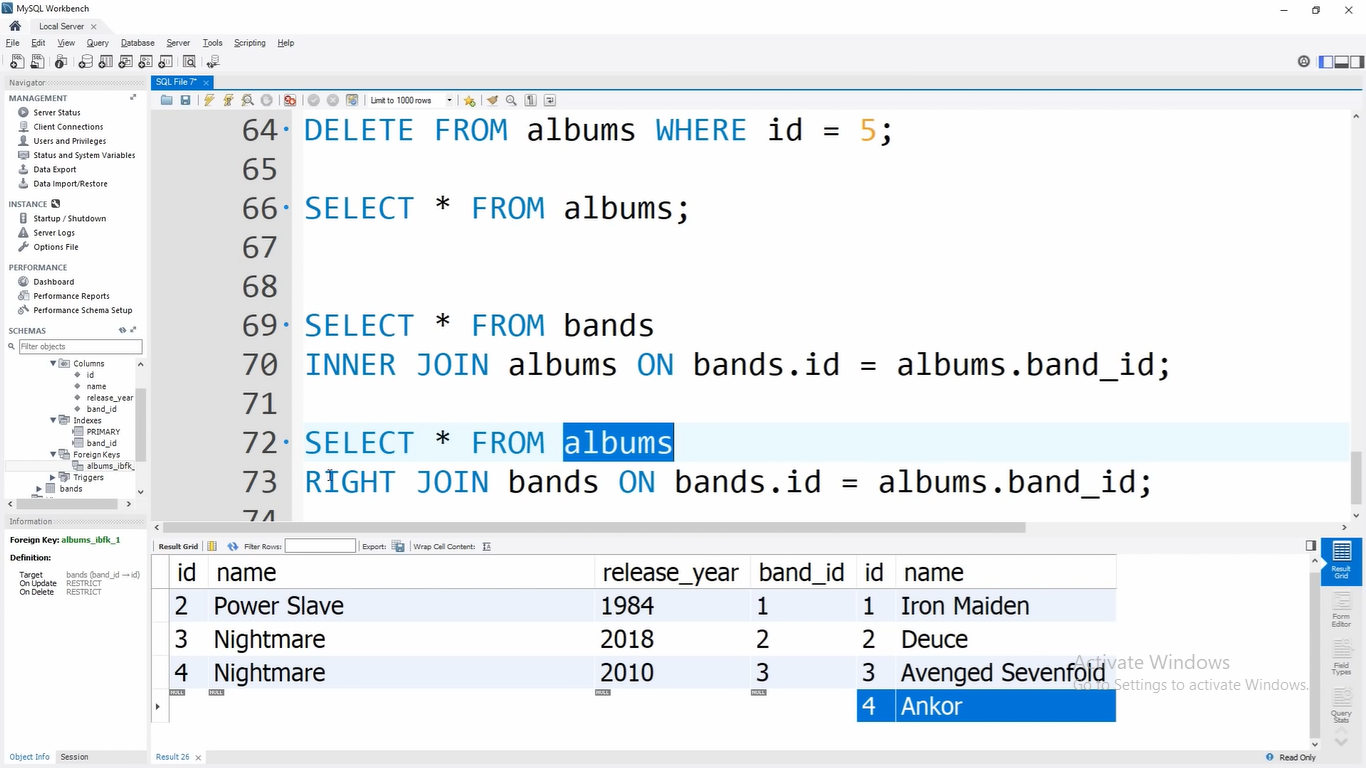 MySQL Workbench
Local Server
File Edit View Query Database Server Tools Scripting Help
Navigator
MANAGEMENT
Server Status
Client Connections
Users and Privileges
Status and System Variables
Data Export
Data Import/Restore
INSTANCE
Startup / Shutdown
Server Logs
Options File
PERFORMANCE
Dashboard
Performance Reports
Performance Schema Setup
SCHEMAS
Filter objects
Columns
id
name
release_year
band_id
Indexes
PRIMARY
band_id
Foreign Keys
albums_ibfk_
Triggers
bands
Information
Foreign Key: albums_ibfk_1
Definition:
Target bands (band_id → id)
On Update RESTRICT
On Delete RESTRICT
Object Info Session
SQL File 7*
Limit to 1000 rows
64 DELETE FROM albums WHERE id = 5;
65
66 SELECT * FROM albums;
67
68
69 SELECT * FROM bands
70 INNER JOIN albums ON bands.id = albums.band_id;
71
72 SELECT * FROM albums
73 RIGHT JOIN bands ON bands.id = albums.band_id;
74
Result Grid Filter Rows: Export: Wrap Cell Content:
id name release_year band_id id name
2 Power Slave 1984 1 1 Iron Maiden
3 Nightmare 2018 2 2 Deuce
4 Nightmare 2010 3 3 Avenged Sevenfold
NULL NULL NULL NULL 4 Ankor
Result Grid
Form Editor
Field Types
Query Stats
Activate Windows
Go to Settings to activate Windows.
Result 26
Read Only